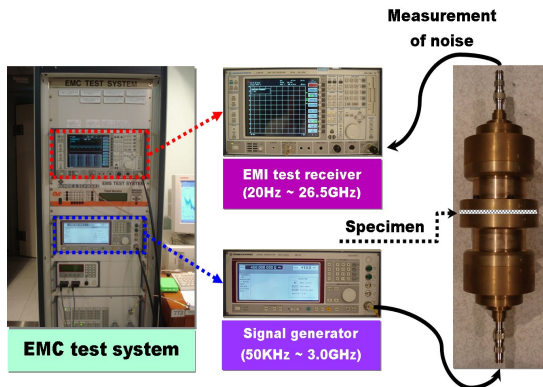 Measurement
of noise
EMC TEST SYSTEM
EMI test receiver
(20Hz ~ 26.5GHz)
Specimen
Signal generator
(50KHz ~ 3.0GHz)
EMC test system